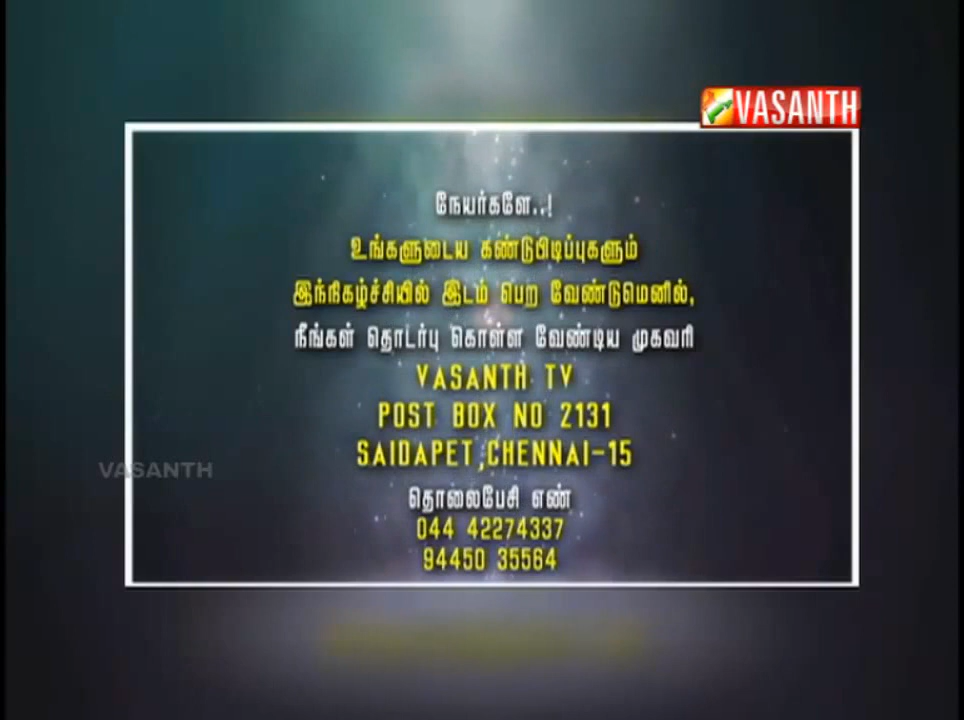 VASANTH
நேயர்களே..!
உங்களுடைய கண்டுபிடிப்புகளும்
இந்நிகழ்ச்சியில் இடம் பெற வேண்டுமெனில்,
நீங்கள் தொடர்பு கொள்ள வேண்டிய முகவரி
VASANTH TV
POST BOX NO 2131
SAIDAPET,CHENNAI-15
VASANTH
தொலைபேசி எண்
044 42274337
94450 35564